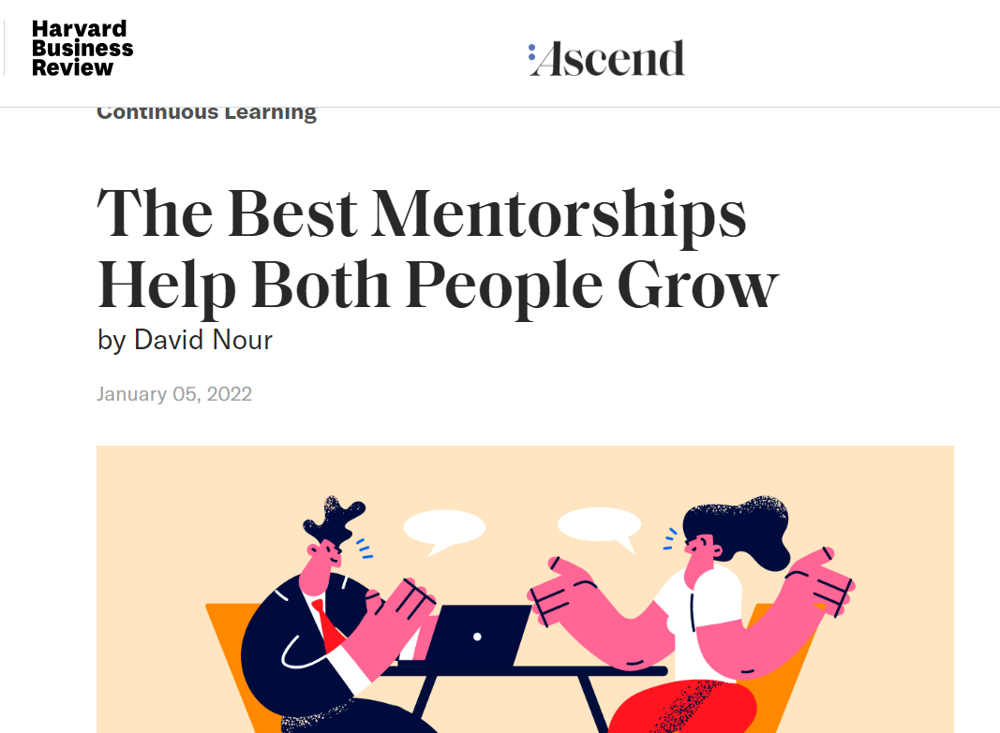 Harvard
Business
Review
Ascend
Continuous Learning
The Best Mentorships
Help Both People Grow
by David Nour
January 05, 2022